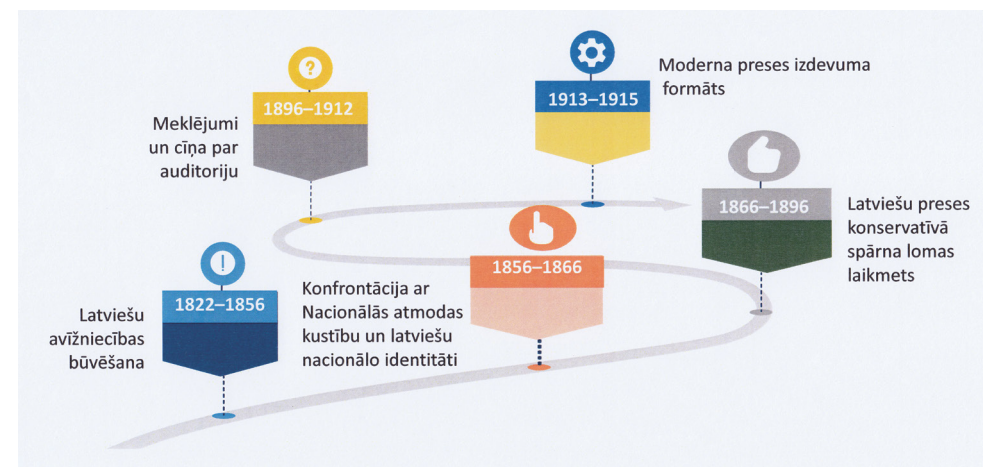 1822–1856
Latviešu
avīžniecības
būvēšana
1856–1866
Konfrontācija ar
Nacionālās atmodas
kustību un latviešu
nacionālo identitāti
1866–1896
Latviešu preses
konservatīvā
spārna lomas
laikmets
1896–1912
Meklējumi
un cīņa par
auditoriju
1913–1915
Moderna preses izdevuma
formāts